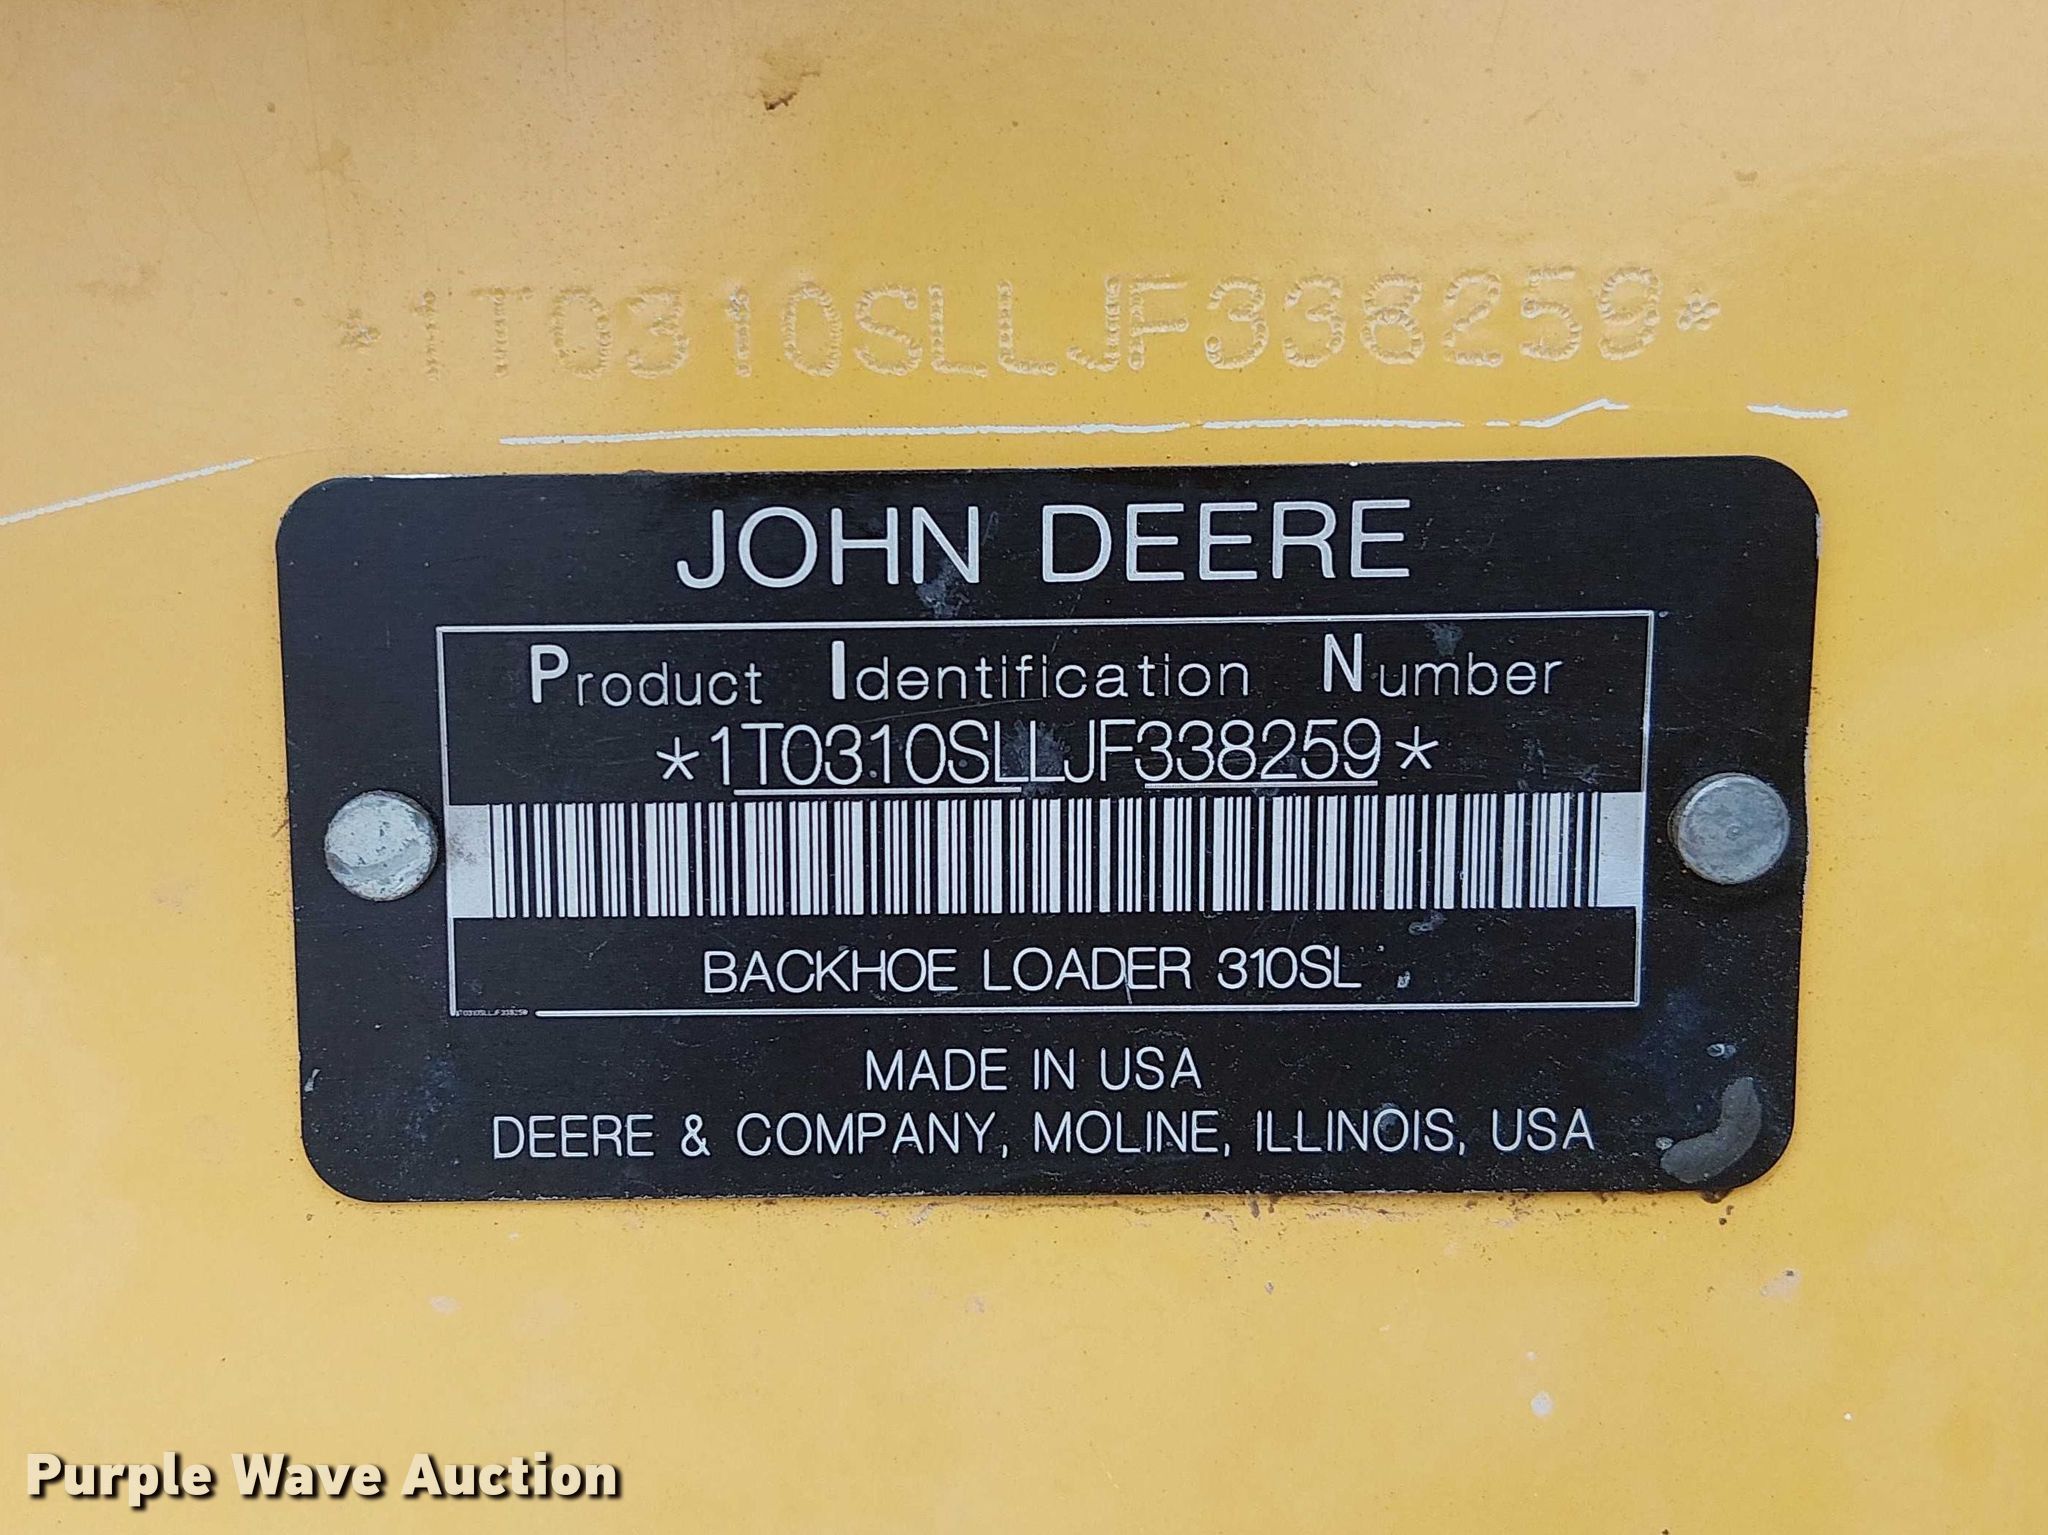 *1T0310SLLJF338259*
JOHN DEERE
Product Identification Number
*1T0310SLLJF338259*
BACKHOE LOADER 310SL
1T0310SLLJF338259
MADE IN USA
DEERE & COMPANY, MOLINE, ILLINOIS, USA
Purple Wave Auction